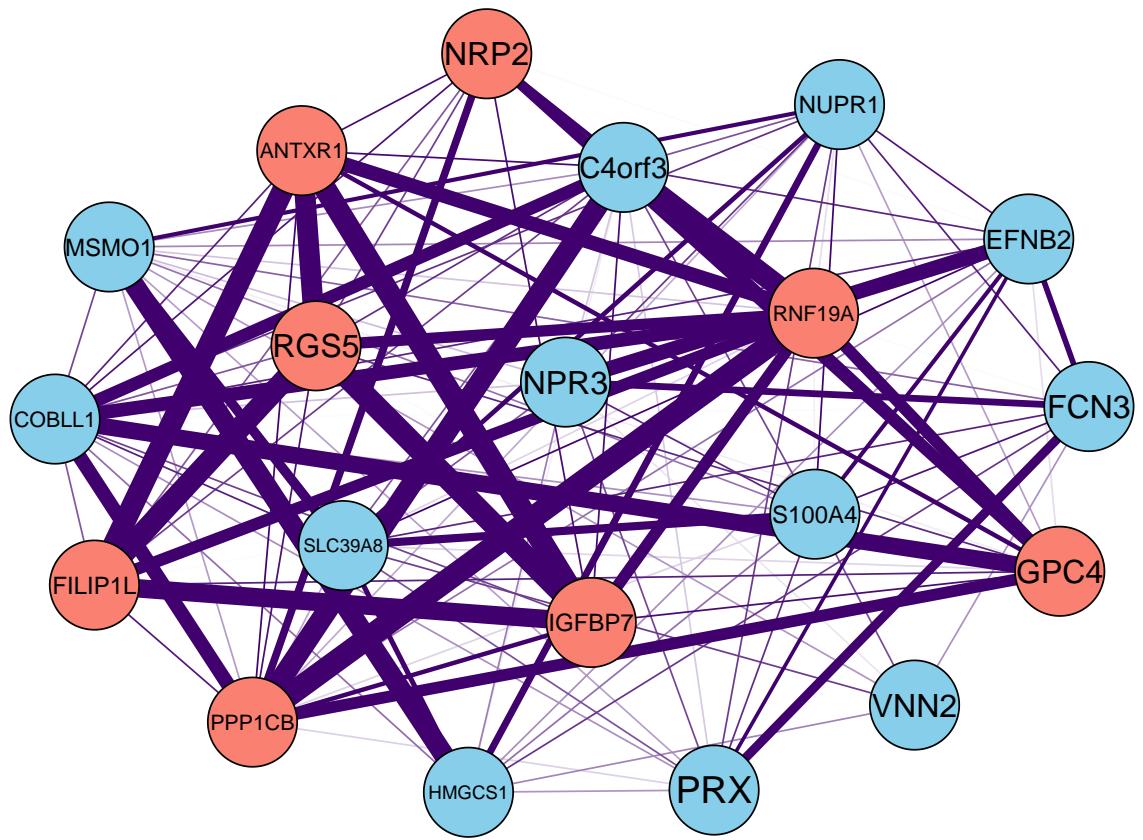 NRP2
NUPR1
ANTXR1
C4orf3
MSMO1
EFNB2
RNF19A
RGS5
NPR3
COBLL1
FCN3
S100A4
SLC39A8
FILIP1L
GPC4
IGFBP7
VNN2
PPP1CB
HMGCS1
PRX